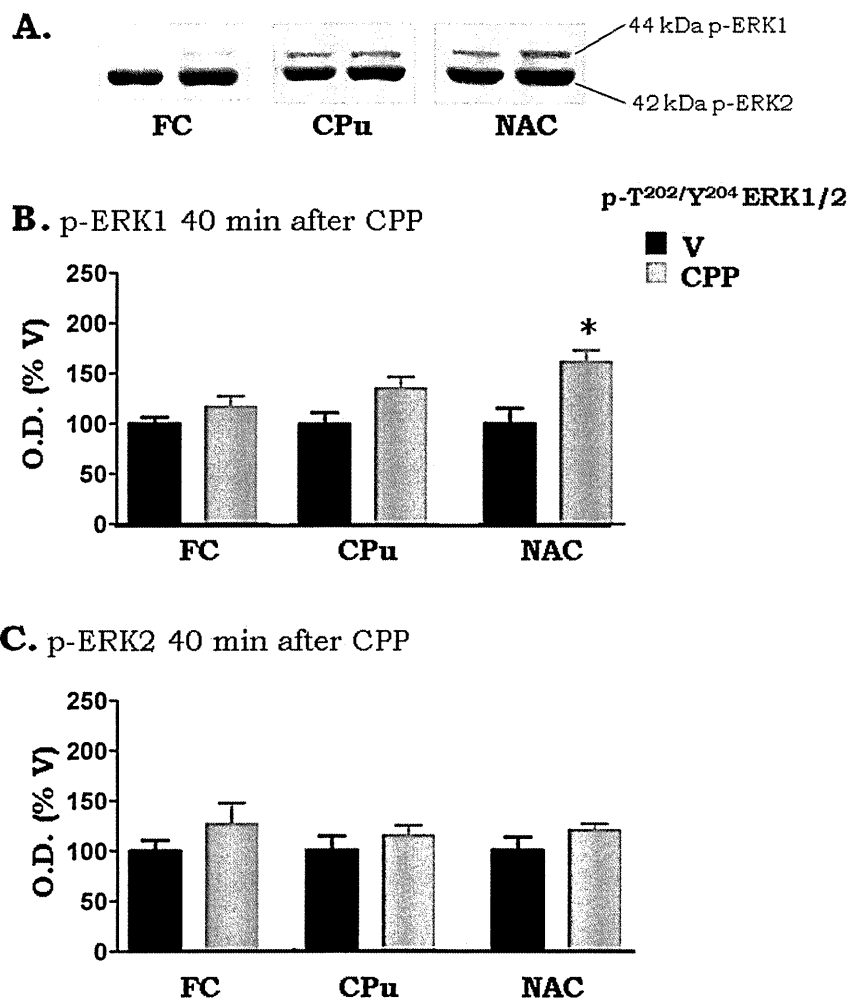 A.
44 kDa p-ERK1
42 kDa p-ERK2
FC CPu NAC
p-T²⁰²/Y²⁰⁴ ERK1/2
B. p-ERK1 40 min after CPP
V
CPP
250
200
150
100
50
0
O.D. (% V)
*
FC CPu NAC
C. p-ERK2 40 min after CPP
250
200
150
100
50
0
O.D. (% V)
FC CPu NAC